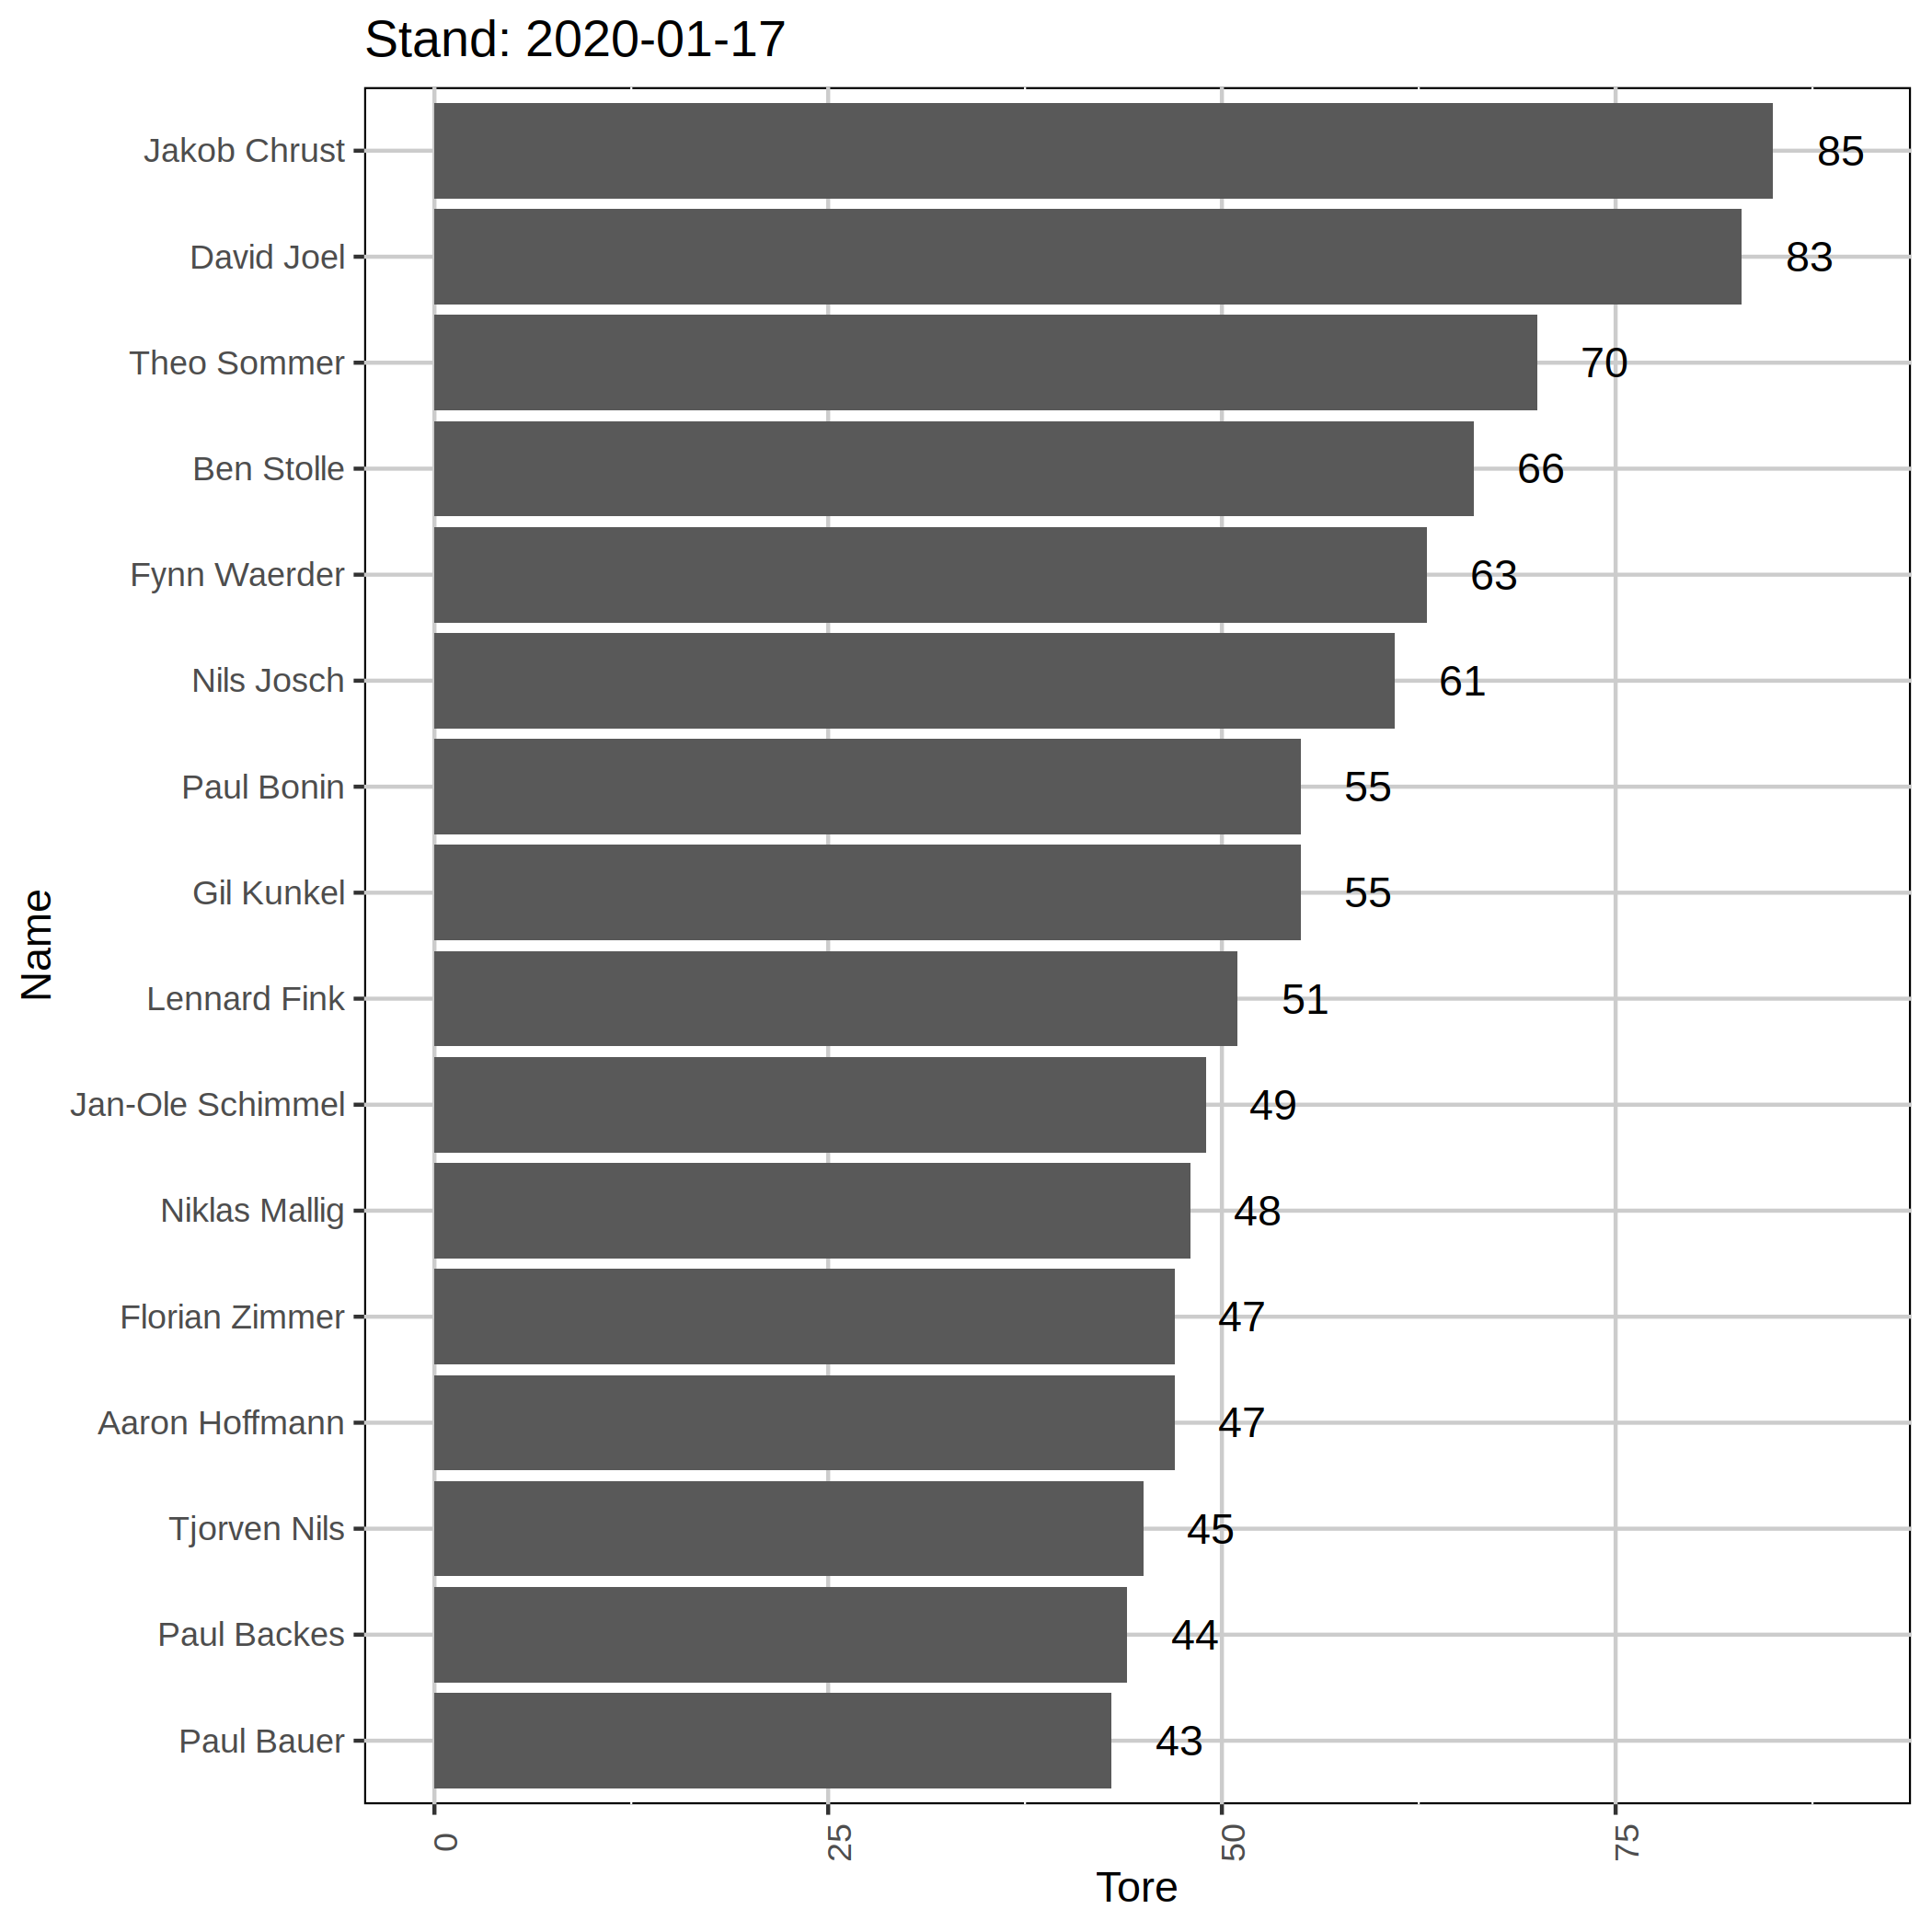 Stand: 2020-01-17
Name
Jakob Chrust 85
David Joel 83
Theo Sommer 70
Ben Stolle 66
Fynn Waerder 63
Nils Josch 61
Paul Bonin 55
Gil Kunkel 55
Lennard Fink 51
Jan-Ole Schimmel 49
Niklas Mallig 48
Florian Zimmer 47
Aaron Hoffmann 47
Tjorven Nils 45
Paul Backes 44
Paul Bauer 43
0 25 50 75
Tore